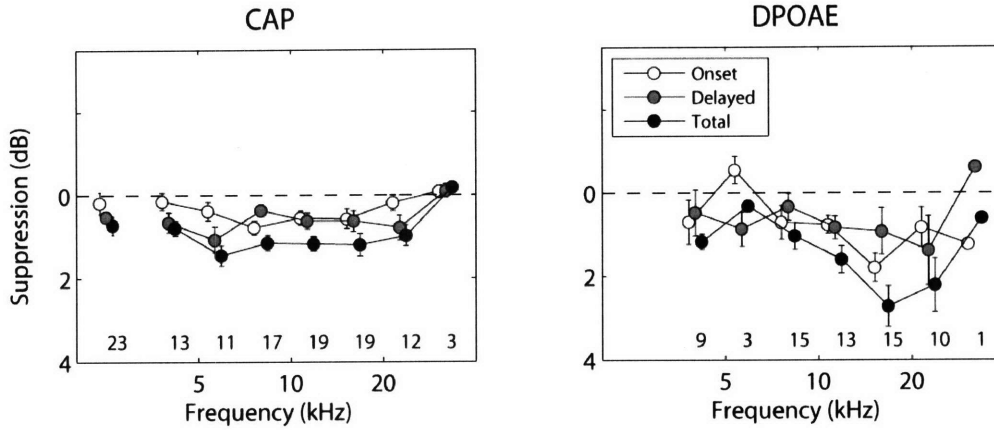 CAP
Suppression (dB)
0
2
4
23 13 11 17 19 19 12 3
5 10 20
Frequency (kHz)
DPOAE
Onset
Delayed
Total
0
2
4
9 3 15 13 15 10 1
5 10 20
Frequency (kHz)